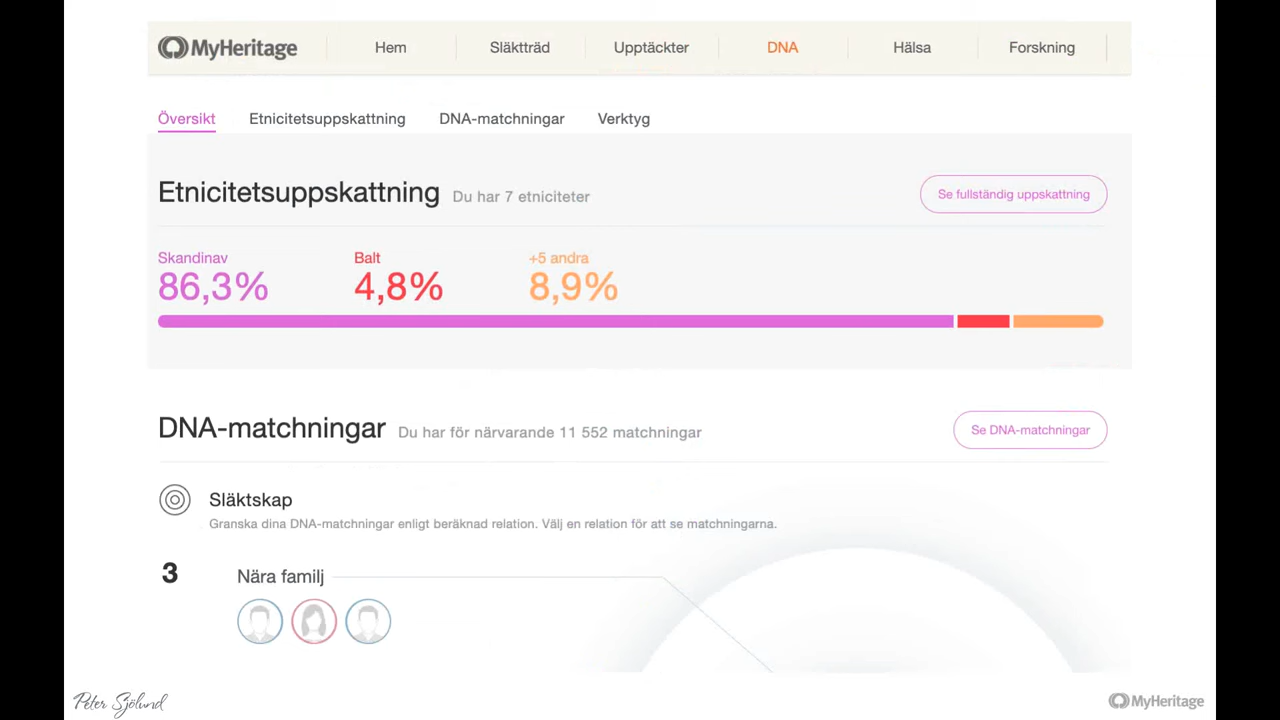 MyHeritage
Hem
Släktträd
Upptäckter
DNA
Hälsa
Forskning
Översikt
Etnicitetsuppskattning
DNA-matchningar
Verktyg
Etnicitetsuppskattning Du har 7 etniciteter
Se fullständig uppskattning
Skandinav
86,3%
Balt
4,8%
+5 andra
8,9%
DNA-matchningar Du har för närvarande 11 552 matchningar
Se DNA-matchningar
Släktskap
Granska dina DNA-matchningar enligt beräknad relation. Välj en relation för att se matchningarna.
3
Nära familj
Peter Sjölund
MyHeritage